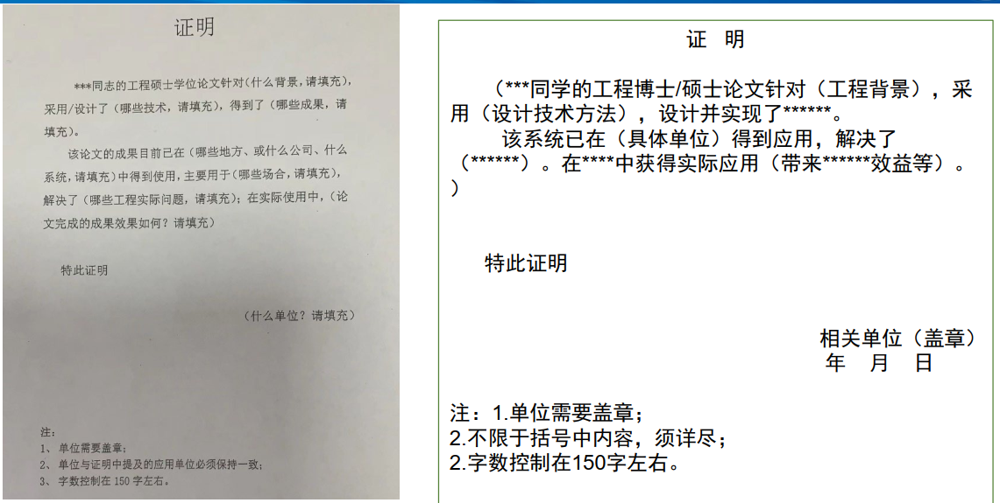 证明
***同志的工程硕士学位论文针对(什么背景,请填充),
采用/设计了（哪些技术，请填充），得到了（哪些成果，请
填充）。
该论文的成果目前已在（哪些地方、或什么公司、什么
系统,请填充)中得到使用,主要用于(哪些场合,请填充),
解决了（哪些工程实际问题，请填充）；在实际使用中，（论
文完成的成果效果如何？请填充）
特此证明
（什么单位？请填充）
注：
1、 单位需要盖章；
2、 单位与证明中提及的应用单位必须保持一致；
3、 字数控制在 150 字左右。
证 明
（***同学的工程博士/硕士论文针对（工程背景），采
用（设计技术方法），设计并实现了******。
该系统已在（具体单位）得到应用，解决了
（******）。在****中获得实际应用（带来******效益等）。
）
特此证明
相关单位（盖章）
年 月 日
注：1.单位需要盖章；
2.不限于括号中内容，须详尽；
2.字数控制在150字左右。